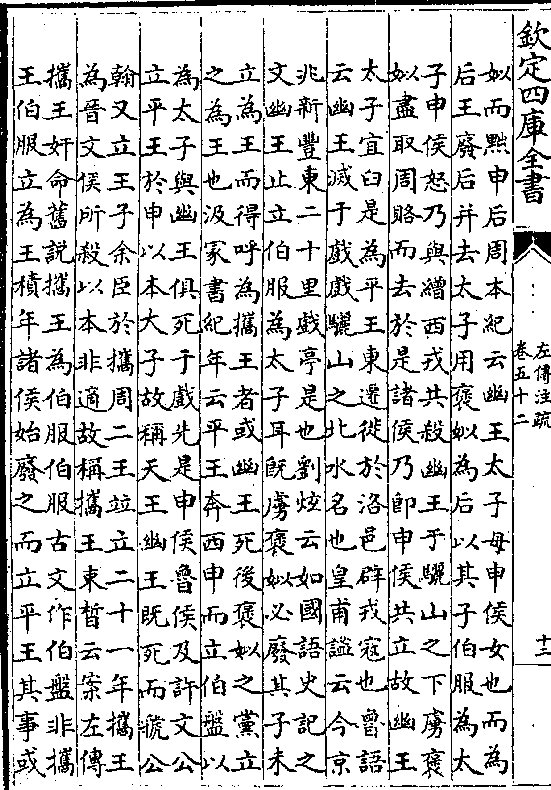 欽定四庫全書
左傳注疏
卷五十二
十二
姒而黜申后周本紀云幽王太子母申侯女也而為
后王廢后并去太子用褒姒為后以其子伯服為太
子申侯怒乃與繒西戎共殺幽王于驪山之下虜褒
姒盡取周賂而去於是諸侯乃即申侯共立故幽王
太子宜臼是為平王東遷徙於洛邑辟戎寇也魯語
云幽王滅于戲戲驪山之北水名也皇甫謐云今京
兆新豐東二十里戲亭是也劉炫云如國語史記之
文幽王止立伯服為太子耳既虜褒姒必廢其子未
立為王而得呼為攜王者或幽王死後褒姒之黨立
之為王也汲冢書紀年云平王奔西申而立伯盤以
為太子與幽王俱死于戲先是申侯魯侯及許文公
立平王於申以本大子故稱天王幽王既死而虢公
翰又立王子余臣於攜周二王竝立二十一年攜王
為晉文侯所殺以本非適故稱攜王東晳云案左傳
攜王奸命舊說攜王為伯服伯服古文作伯盤非攜
王伯服立為王積年諸侯始廢之而立平王其事或